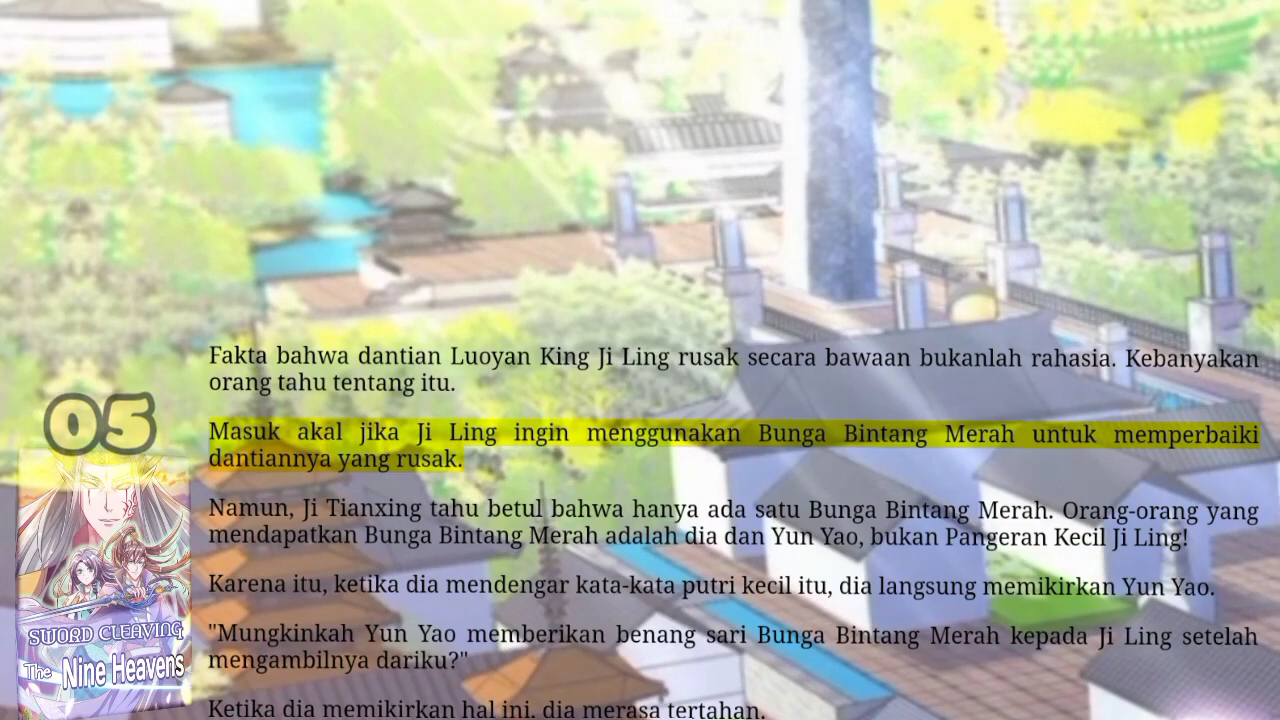 Fakta bahwa dantian Luoyan King Ji Ling rusak secara bawaan bukanlah rahasia. Kebanyakan
orang tahu tentang itu.
Masuk akal jika Ji Ling ingin menggunakan Bunga Bintang Merah untuk memperbaiki
dantiannya yang rusak.
Namun, Ji Tianxing tahu betul bahwa hanya ada satu Bunga Bintang Merah. Orang-orang yang
mendapatkan Bunga Bintang Merah adalah dia dan Yun Yao, bukan Pangeran Kecil Ji Ling!
Karena itu, ketika dia mendengar kata-kata putri kecil itu, dia langsung memikirkan Yun Yao.
"Mungkinkah Yun Yao memberikan benang sari Bunga Bintang Merah kepada Ji Ling setelah
mengambilnya dariku?"
Ketika dia memikirkan hal ini, dia merasa tertahan.
05
SWORD CLEAVING
The Nine Heavens